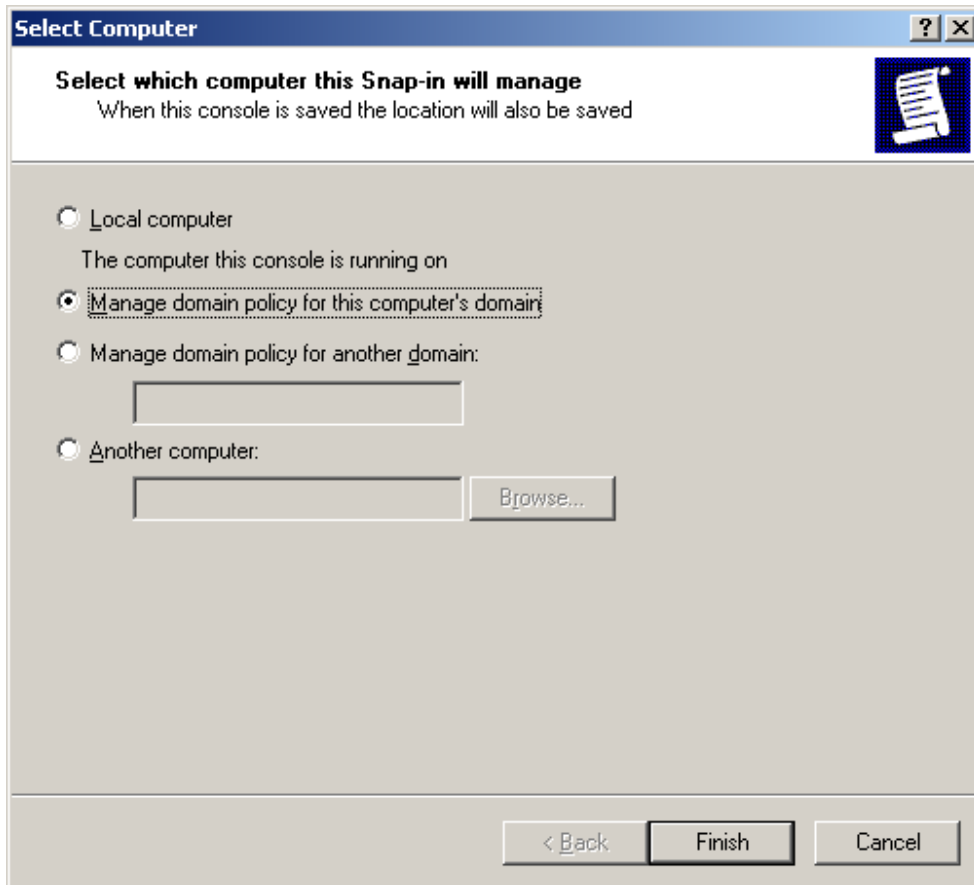 Select Computer
Select which computer this Snap-in will manage
When this console is saved the location will also be saved
Local computer
The computer this console is running on
Manage domain policy for this computer's domain
Manage domain policy for another domain:
Another computer:
Browse...
< Back
Finish
Cancel